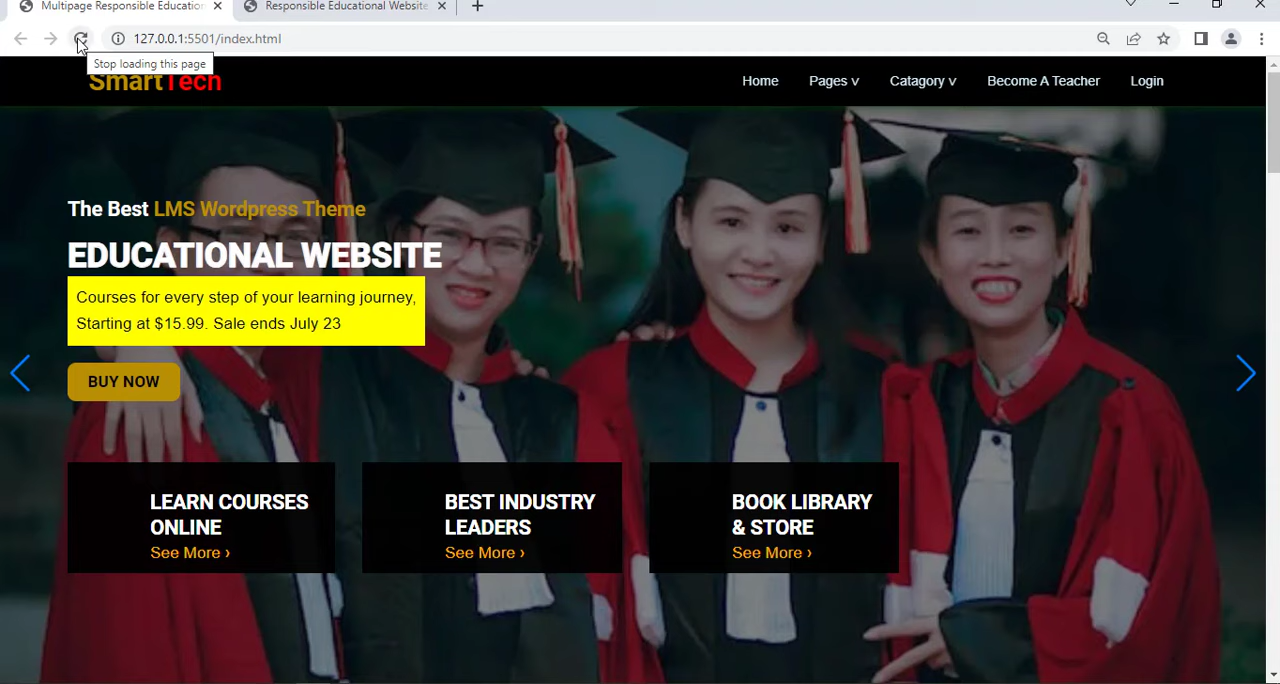 Multipage Responsible Educatio
Responsible Educational Website
127.0.0.1:5501/index.html
Stop loading this page
SmartTech
Home
Pages v
Catagory v
Become A Teacher
Login
The Best LMS Wordpress Theme
EDUCATIONAL WEBSITE
Courses for every step of your learning journey,
Starting at $15.99. Sale ends July 23
BUY NOW
LEARN COURSES
ONLINE
See More ›
BEST INDUSTRY
LEADERS
See More ›
BOOK LIBRARY
& STORE
See More ›